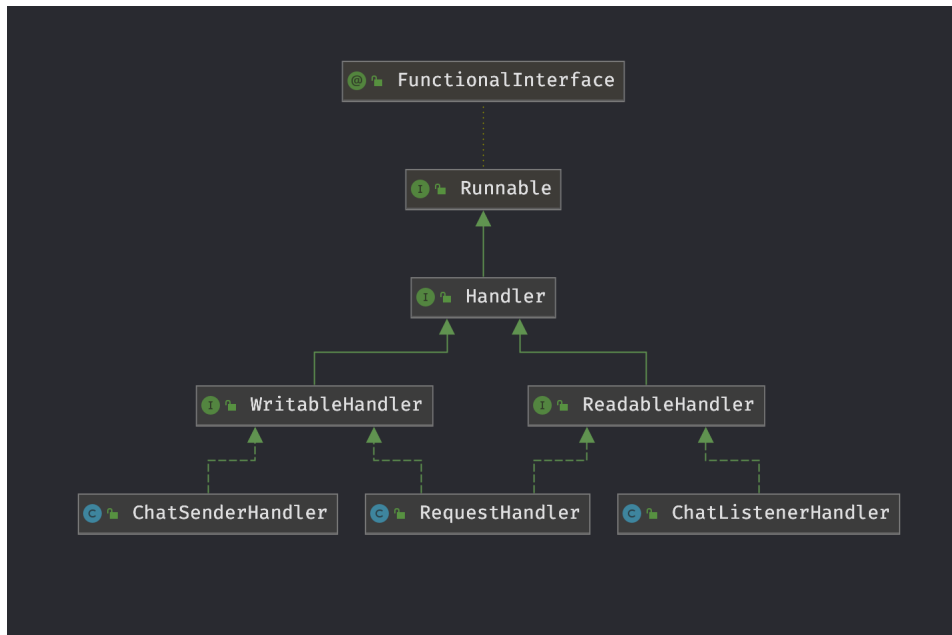 @ FunctionalInterface
I Runnable
I Handler
I WritableHandler
I ReadableHandler
C ChatSenderHandler
C RequestHandler
C ChatListenerHandler